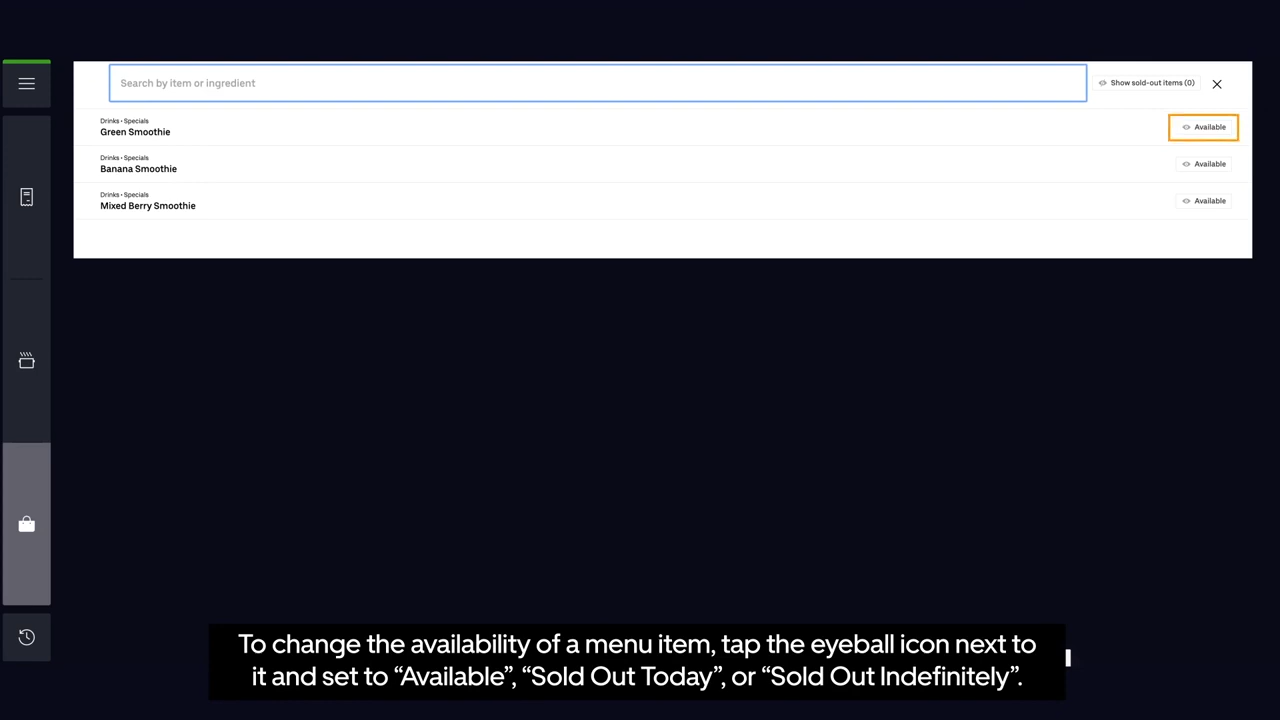 Search by item or ingredient
Show sold-out items (0)
Drinks • Specials
Green Smoothie
Available
Drinks • Specials
Banana Smoothie
Available
Drinks • Specials
Mixed Berry Smoothie
Available
To change the availability of a menu item, tap the eyeball icon next to
it and set to “Available”, “Sold Out Today”, or “Sold Out Indefinitely”.